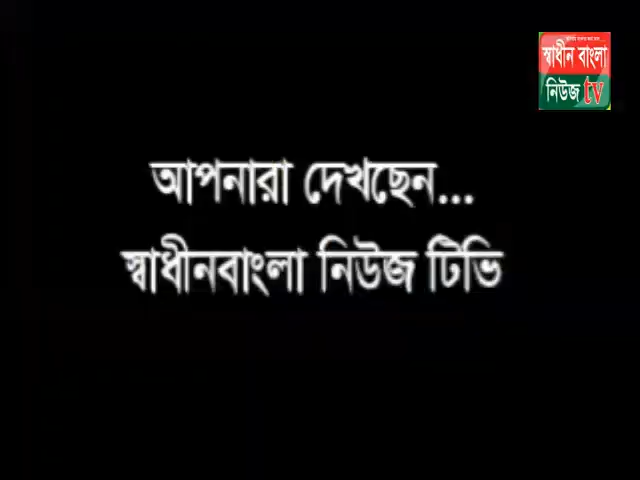 স্বাধীন বাংলা
নিউজ tv
আপনারা দেখছেন...
স্বাধীনবাংলা নিউজ টিভি